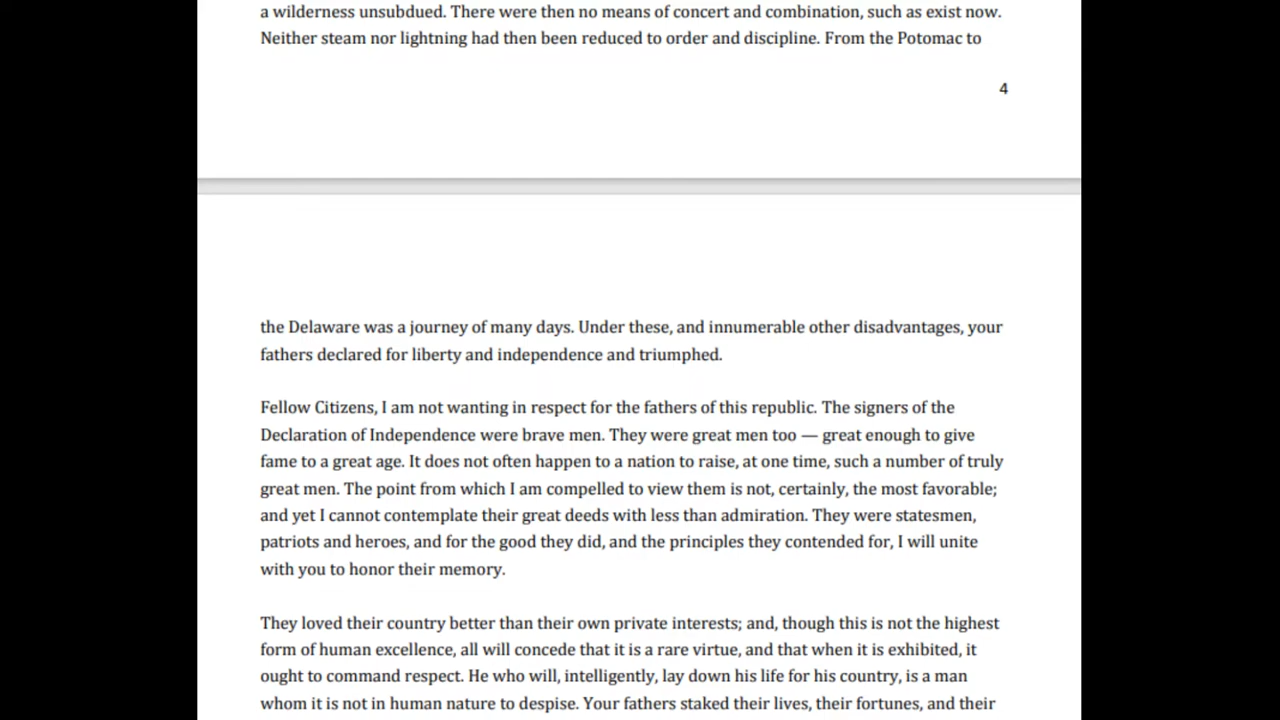 a wilderness unsubdued. There were then no means of concert and combination, such as exist now.
Neither steam nor lightning had then been reduced to order and discipline. From the Potomac to
4
the Delaware was a journey of many days. Under these, and innumerable other disadvantages, your
fathers declared for liberty and independence and triumphed.
Fellow Citizens, I am not wanting in respect for the fathers of this republic. The signers of the
Declaration of Independence were brave men. They were great men too — great enough to give
fame to a great age. It does not often happen to a nation to raise, at one time, such a number of truly
great men. The point from which I am compelled to view them is not, certainly, the most favorable;
and yet I cannot contemplate their great deeds with less than admiration. They were statesmen,
patriots and heroes, and for the good they did, and the principles they contended for, I will unite
with you to honor their memory.
They loved their country better than their own private interests; and, though this is not the highest
form of human excellence, all will concede that it is a rare virtue, and that when it is exhibited, it
ought to command respect. He who will, intelligently, lay down his life for his country, is a man
whom it is not in human nature to despise. Your fathers staked their lives, their fortunes, and their